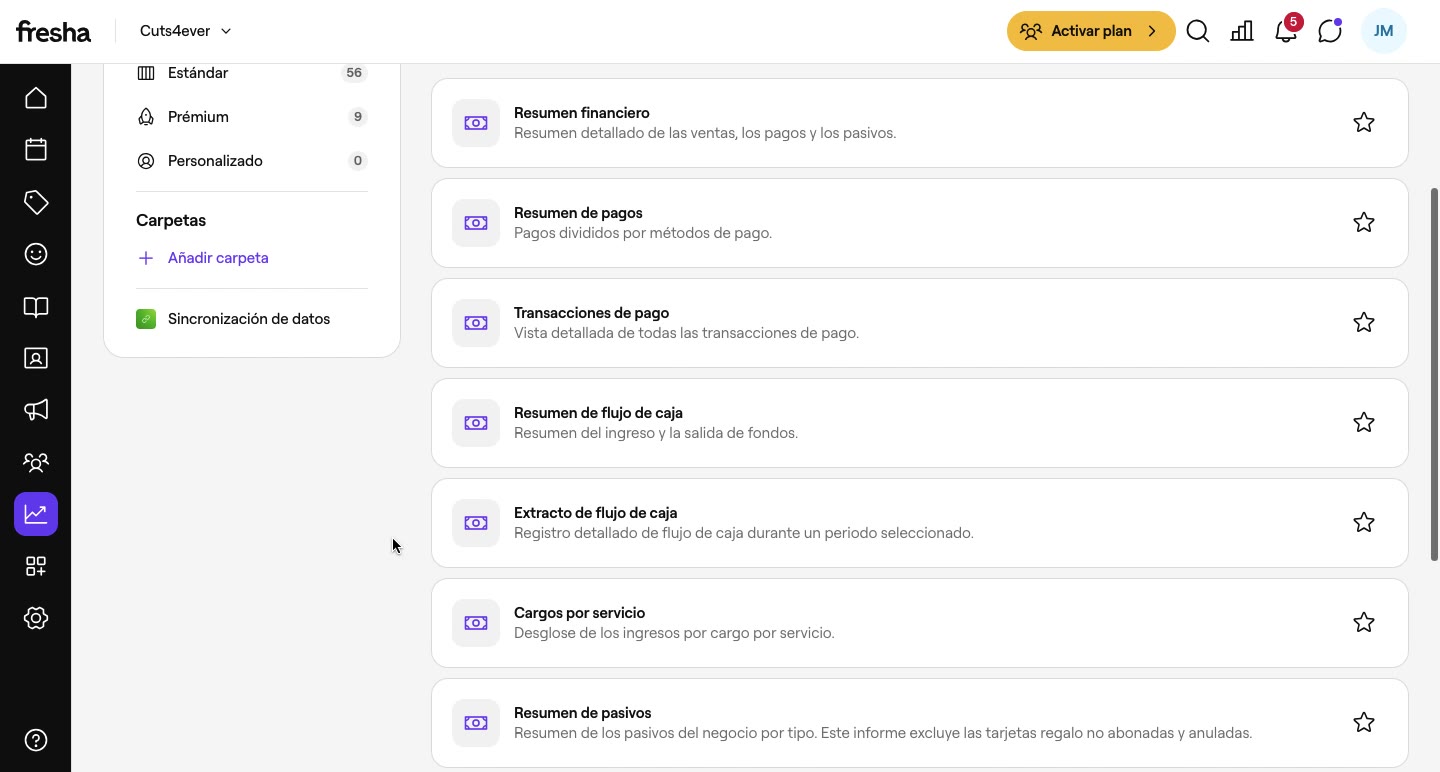 fresha
Cuts4ever
Activar plan
5
JM
Estándar
56
Prémium
9
Personalizado
0
Carpetas
Añadir carpeta
Sincronización de datos
Resumen financiero
Resumen detallado de las ventas, los pagos y los pasivos.
Resumen de pagos
Pagos divididos por métodos de pago.
Transacciones de pago
Vista detallada de todas las transacciones de pago.
Resumen de flujo de caja
Resumen del ingreso y la salida de fondos.
Extracto de flujo de caja
Registro detallado de flujo de caja durante un periodo seleccionado.
Cargos por servicio
Desglose de los ingresos por cargo por servicio.
Resumen de pasivos
Resumen de los pasivos del negocio por tipo. Este informe excluye las tarjetas regalo no abonadas y anuladas.